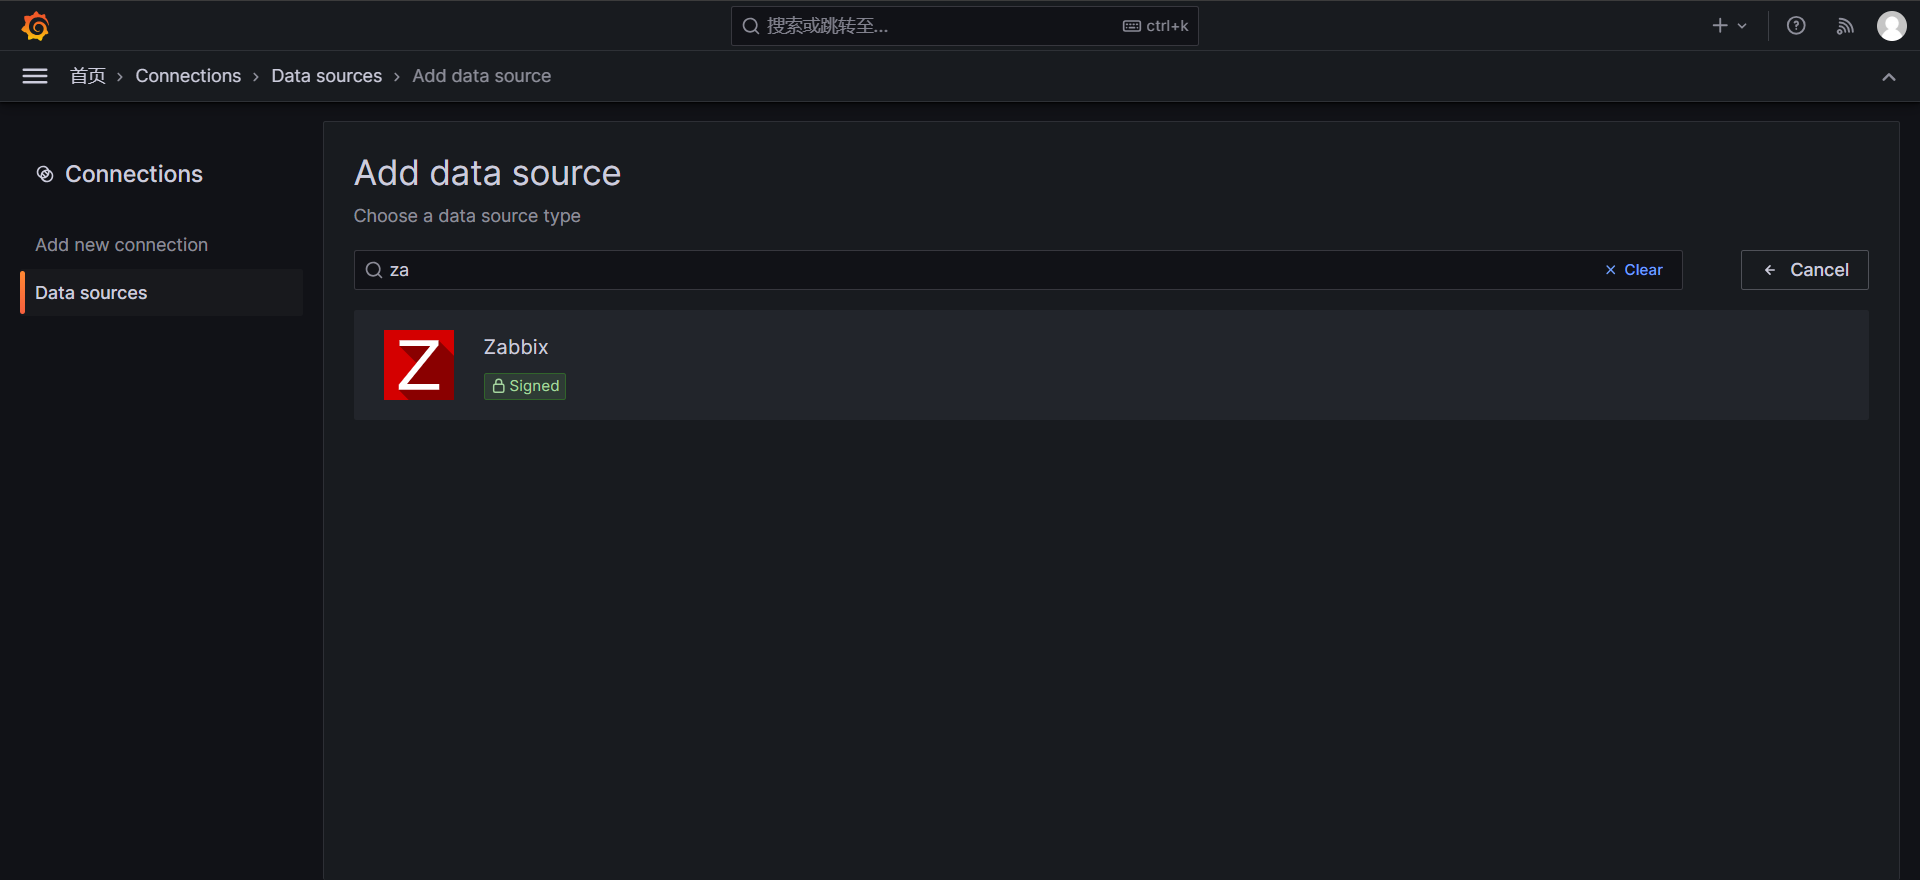 搜索或跳转至...
ctrl+k
首页 › Connections › Data sources › Add data source
Connections
Add new connection
Data sources
Add data source
Choose a data source type
za
Clear
Cancel
Z
Zabbix
Signed